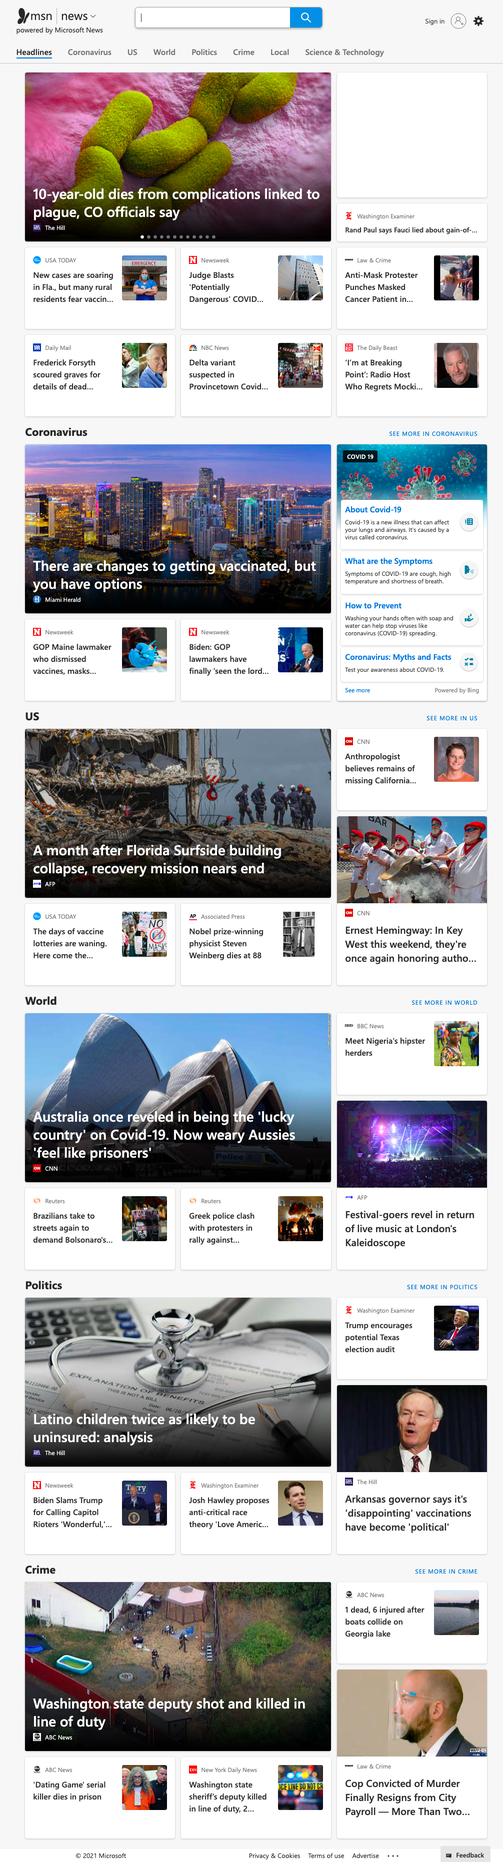 msn | news
powered by Microsoft News
Sign in
Headlines Coronavirus US World Politics Crime Local Science & Technology
10-year-old dies from complications linked to
plague, CO officials say
The Hill
Washington Examiner
Rand Paul says Fauci lied about gain-of-...
USA TODAY
New cases are soaring
in Fla., but many rural
residents fear vaccin...
Newsweek
Judge Blasts
'Potentially
Dangerous' COVID...
Law & Crime
Anti-Mask Protester
Punches Masked
Cancer Patient in...
Daily Mail
Frederick Forsyth
scoured graves for
details of dead...
NBC News
Delta variant
suspected in
Provincetown Covid...
The Daily Beast
'I'm at Breaking
Point': Radio Host
Who Regrets Mocki...
Coronavirus
SEE MORE IN CORONAVIRUS
There are changes to getting vaccinated, but
you have options
Miami Herald
COVID 19
About Covid-19
Covid-19 is a new illness that can affect
your lungs and airways. It's caused by a
virus called coronavirus.
What are the Symptoms
Symptoms of COVID-19 are cough, high
temperature and shortness of breath.
How to Prevent
Washing your hands often with soap and
water can help stop viruses like
coronavirus (COVID-19) spreading.
Coronavirus: Myths and Facts
Test your awareness about COVID-19.
See more
Powered by Bing
Newsweek
GOP Maine lawmaker
who dismissed
vaccines, masks...
Newsweek
Biden: GOP
lawmakers have
finally 'seen the lord...
US
SEE MORE IN US
A month after Florida Surfside building
collapse, recovery mission nears end
AFP
CNN
Anthropologist
believes remains of
missing California...
CNN
Ernest Hemingway: In Key
West this weekend, they're
once again honoring autho...
USA TODAY
The days of vaccine
lotteries are waning.
Here come the...
Associated Press
Nobel prize-winning
physicist Steven
Weinberg dies at 88
World
SEE MORE IN WORLD
Australia once reveled in being the 'lucky
country' on Covid-19. Now weary Aussies
'feel like prisoners'
CNN
BBC News
Meet Nigeria's hipster
herders
AFP
Festival-goers revel in return
of live music at London's
Kaleidoscope
Reuters
Brazilians take to
streets again to
demand Bolsonaro's...
Reuters
Greek police clash
with protesters in
rally against...
Politics
SEE MORE IN POLITICS
Latino children twice as likely to be
uninsured: analysis
The Hill
Washington Examiner
Trump encourages
potential Texas
election audit
The Hill
Arkansas governor says it's
'disappointing' vaccinations
have become 'political'
Newsweek
Biden Slams Trump
for Calling Capitol
Rioters 'Wonderful,'...
Washington Examiner
Josh Hawley proposes
anti-critical race
theory 'Love Americ...
Crime
SEE MORE IN CRIME
Washington state deputy shot and killed in
line of duty
ABC News
ABC News
1 dead, 6 injured after
boats collide on
Georgia lake
Law & Crime
Cop Convicted of Murder
Finally Resigns from City
Payroll — More Than Two...
ABC News
'Dating Game' serial
killer dies in prison
New York Daily News
Washington state
sheriff's deputy killed
in line of duty, 2...
© 2021 Microsoft
Privacy & Cookies Terms of use Advertise ...
Feedback